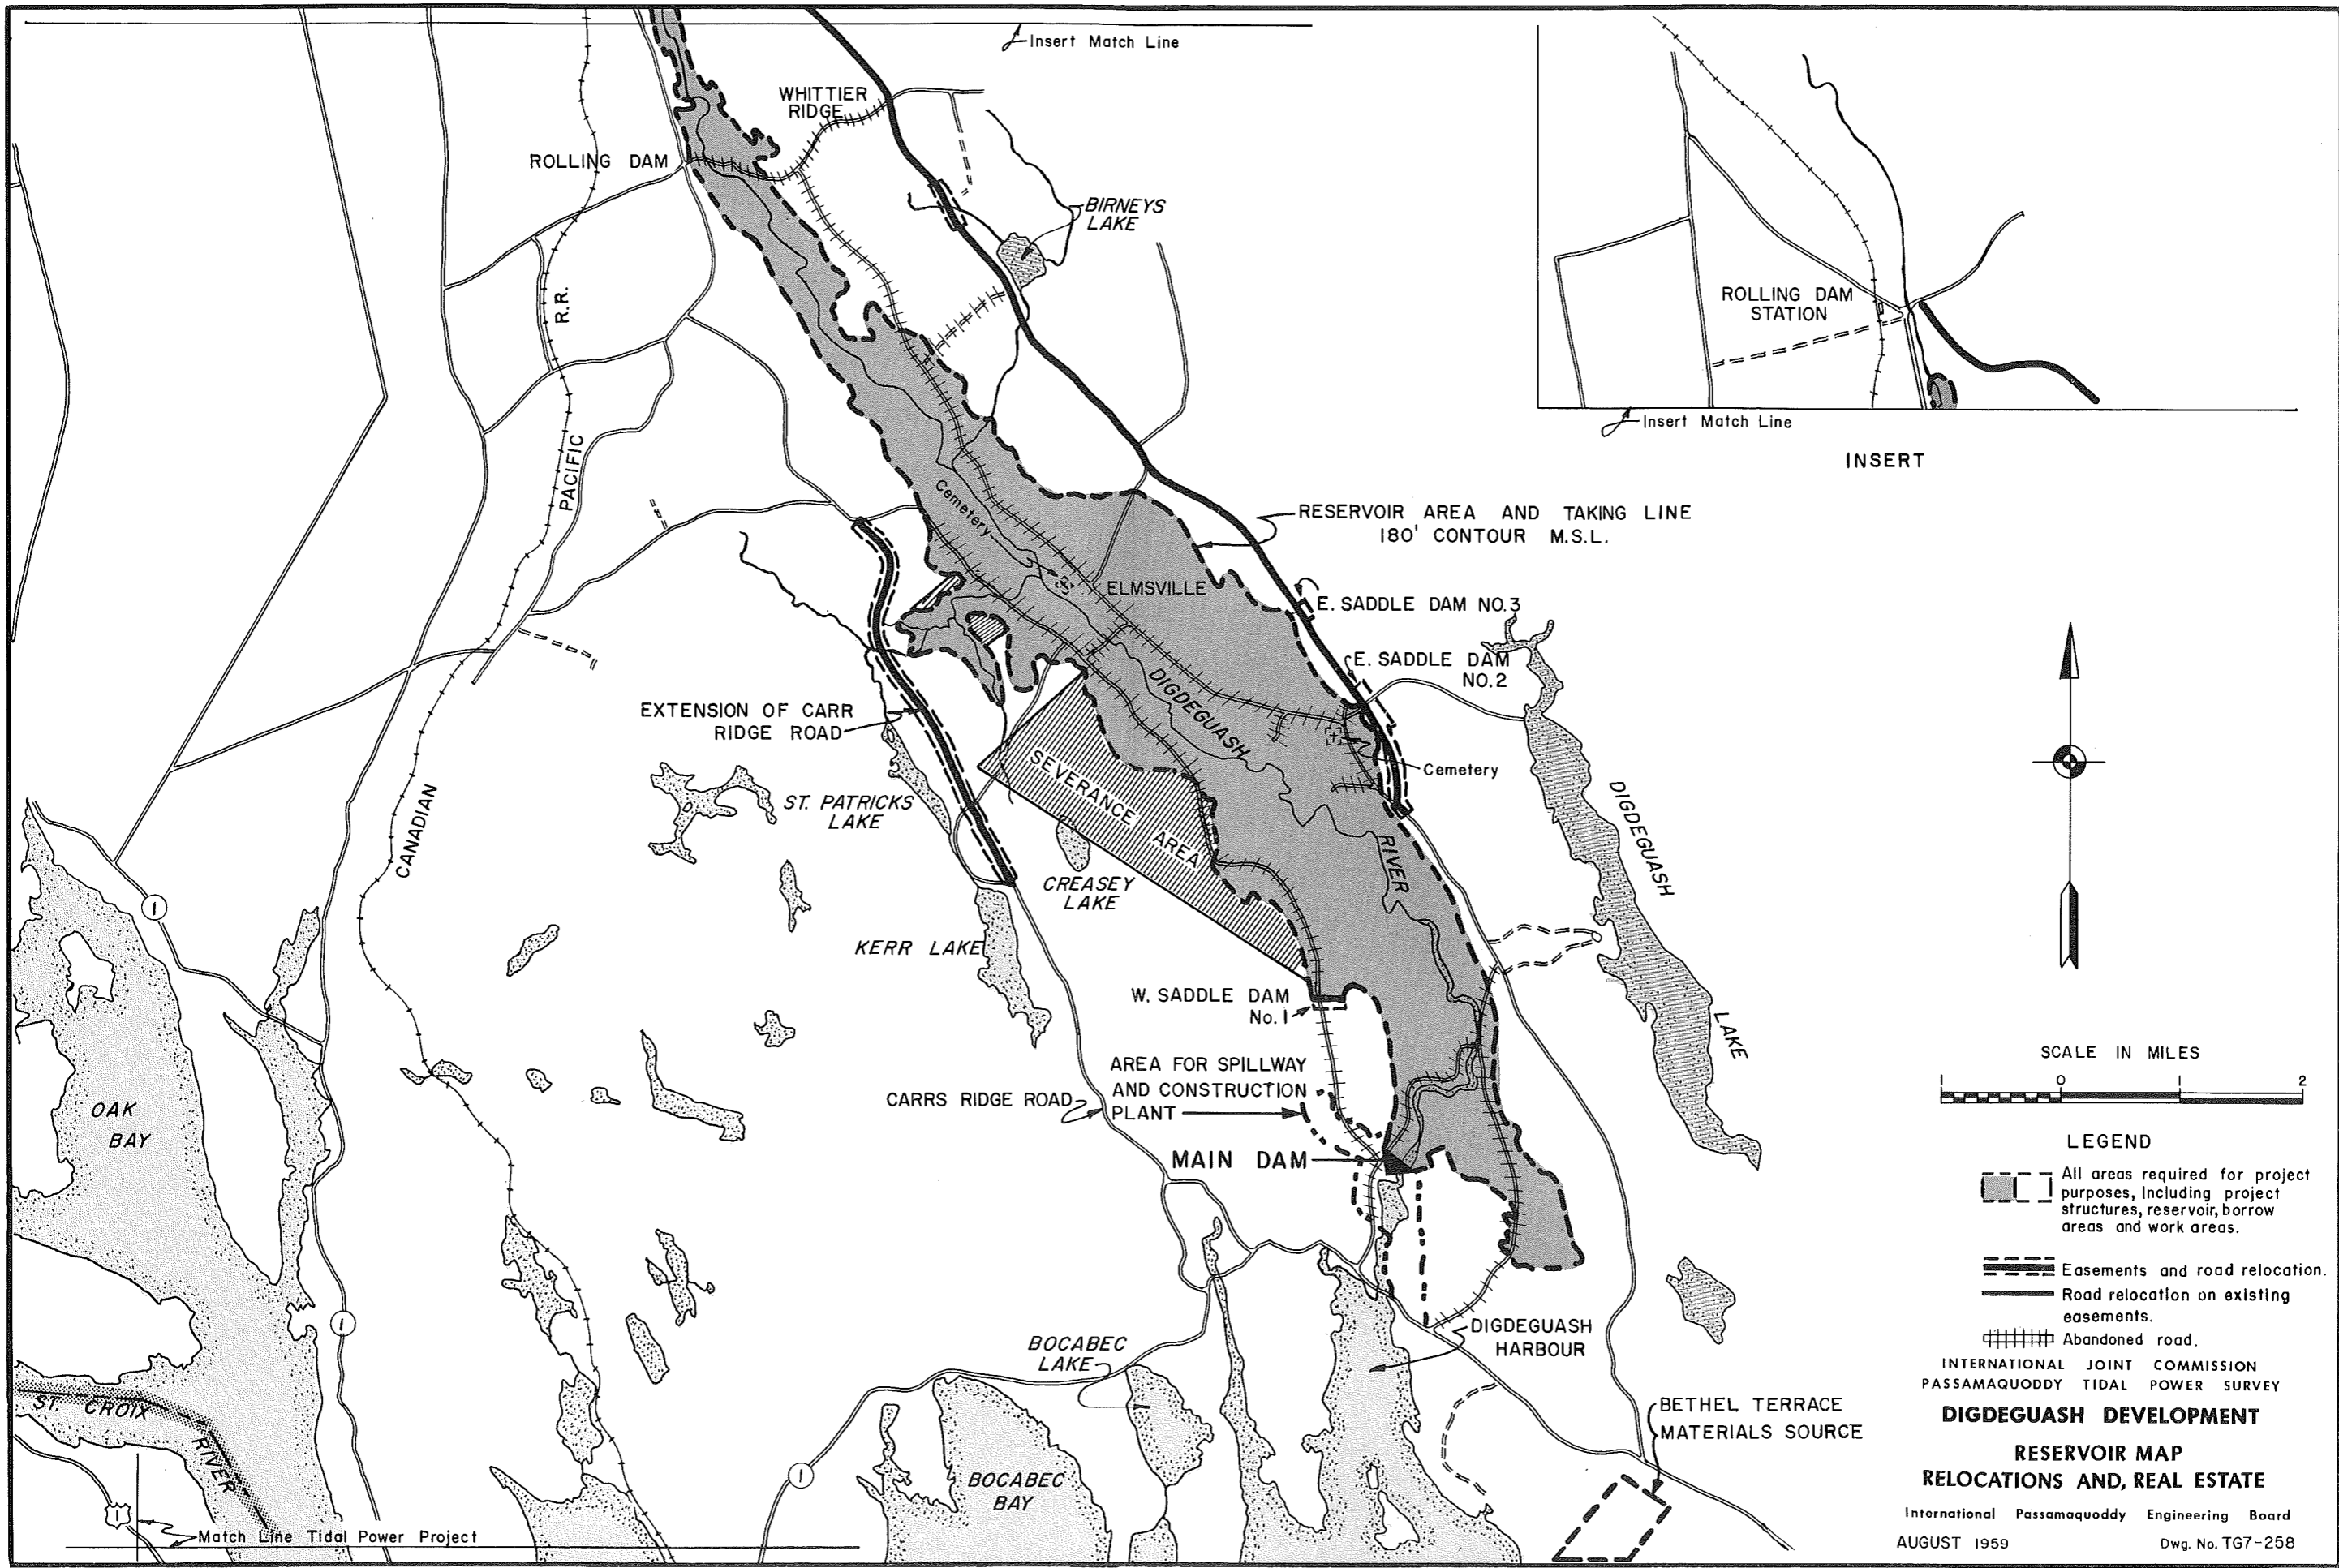 Insert Match Line
WHITTIER
RIDGE
ROLLING DAM
BIRNEYS
LAKE
R.R.
PACIFIC
CANADIAN
ROLLING DAM
STATION
Insert Match Line
INSERT
Cemetery
RESERVOIR AREA AND TAKING LINE
180' CONTOUR M.S.L.
ELMSVILLE
E. SADDLE DAM NO.3
E. SADDLE DAM
NO.2
EXTENSION OF CARR
RIDGE ROAD
DIGDEGUASH
RIVER
Cemetery
SEVERANCE AREA
ST. PATRICKS
LAKE
CREASEY
LAKE
KERR LAKE
DIGDEGUASH
LAKE
W. SADDLE DAM
No. 1
AREA FOR SPILLWAY
AND CONSTRUCTION
PLANT
CARRS RIDGE ROAD
MAIN DAM
1
OAK
BAY
1
ST. CROIX
RIVER
1
Match Line Tidal Power Project
BOCABEC
LAKE
1
BOCABEC
BAY
DIGDEGUASH
HARBOUR
BETHEL TERRACE
MATERIALS SOURCE
SCALE IN MILES
1 0 1 2
LEGEND
All areas required for project
purposes, Including project
structures, reservoir, borrow
areas and work areas.
Easements and road relocation.
Road relocation on existing
easements.
Abandoned road.
INTERNATIONAL JOINT COMMISSION
PASSAMAQUODDY TIDAL POWER SURVEY
DIGDEGUASH DEVELOPMENT
RESERVOIR MAP
RELOCATIONS AND, REAL ESTATE
International Passamaquoddy Engineering Board
AUGUST 1959 Dwg. No. TG7-258